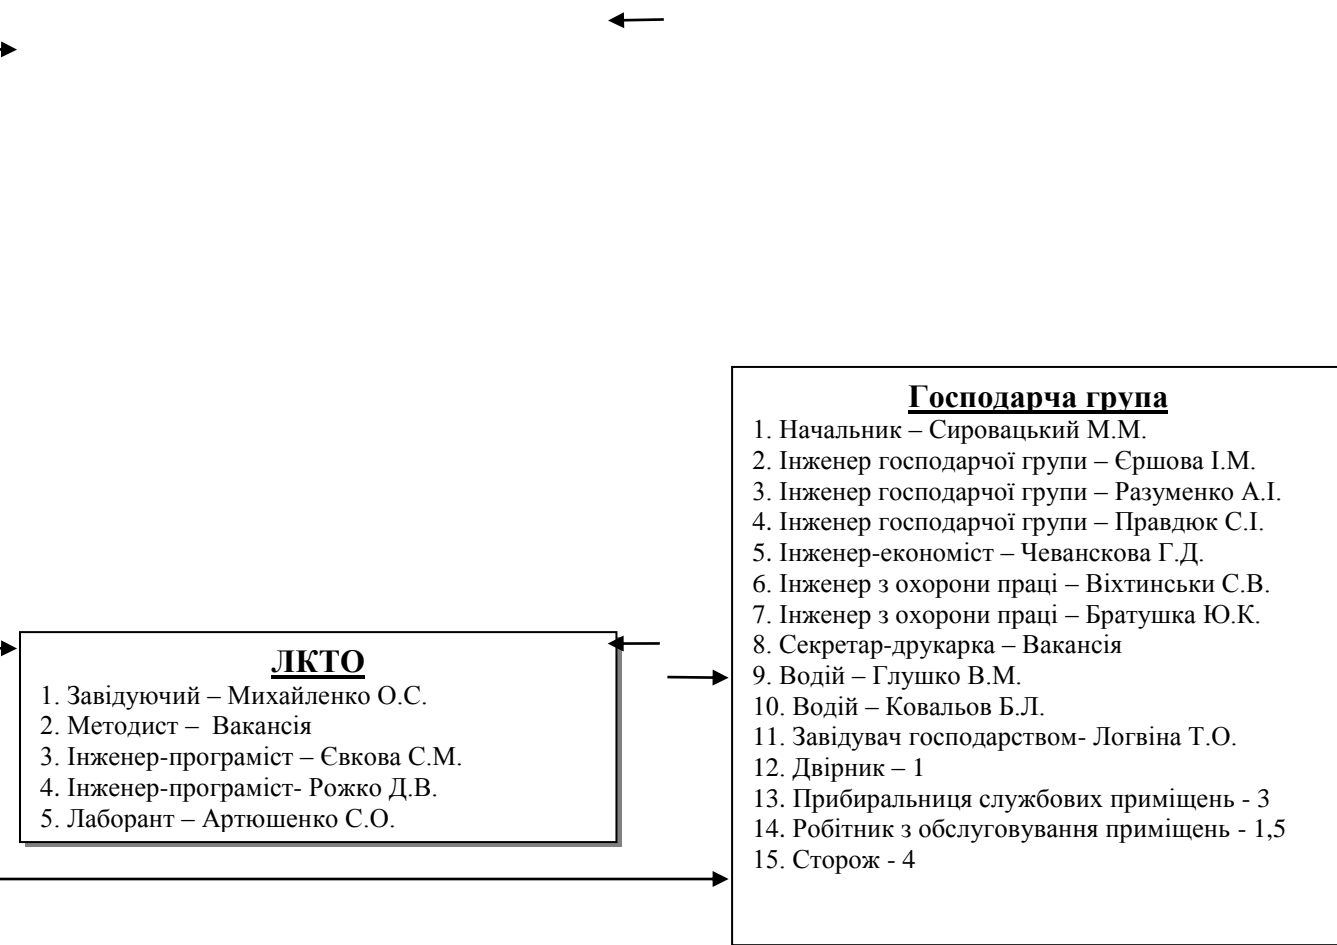 ЛКТО
1. Завідуючий – Михайленко О.С.
2. Методист –  Вакансія
3. Інженер-програміст – Євкова С.М.
4. Інженер-програміст- Рожко Д.В.
5. Лаборант – Артюшенко С.О.
Господарча група
1. Начальник – Сировацький М.М.
2. Інженер господарчої групи – Єршова І.М.
3. Інженер господарчої групи – Разуменко А.І.
4. Інженер господарчої групи – Правдюк С.І.
5. Інженер-економіст – Чеванскова Г.Д.
6. Інженер з охорони праці – Віхтинськи С.В.
7. Інженер з охорони праці – Братушка Ю.К.
8. Секретар-друкарка – Вакансія
9. Водій – Глушко В.М.
10. Водій – Ковальов Б.Л.
11. Завідувач господарством- Логвіна Т.О.
12. Двірник – 1
13. Прибиральниця службових приміщень - 3
14. Робітник з обслуговування приміщень - 1,5
15. Сторож - 4